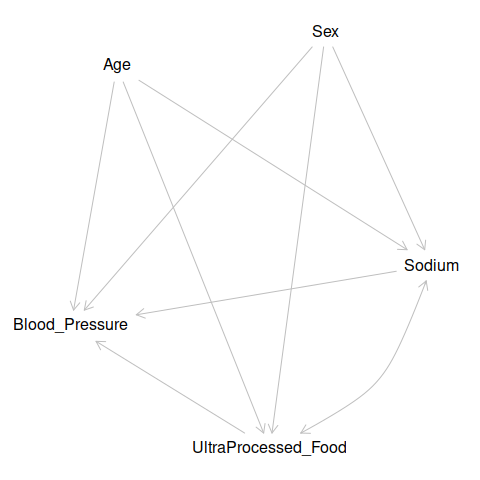 Sex
Age
Sodium
Blood_Pressure
UltraProcessed_Food